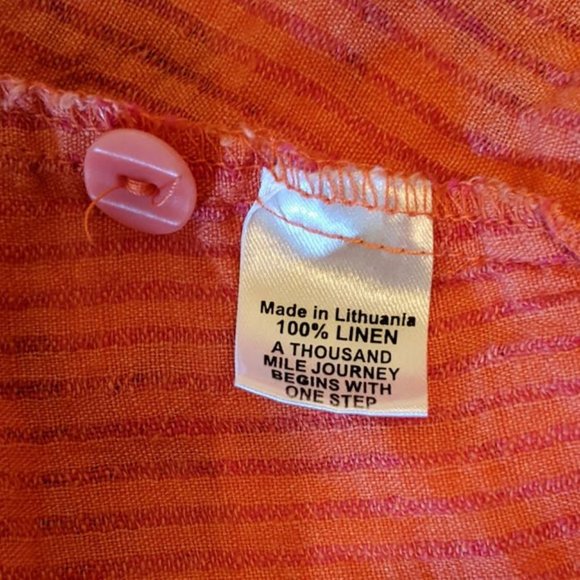 Made in Lithuania
100% LINEN
A THOUSAND
MILE JOURNEY
BEGINS WITH
ONE STEP